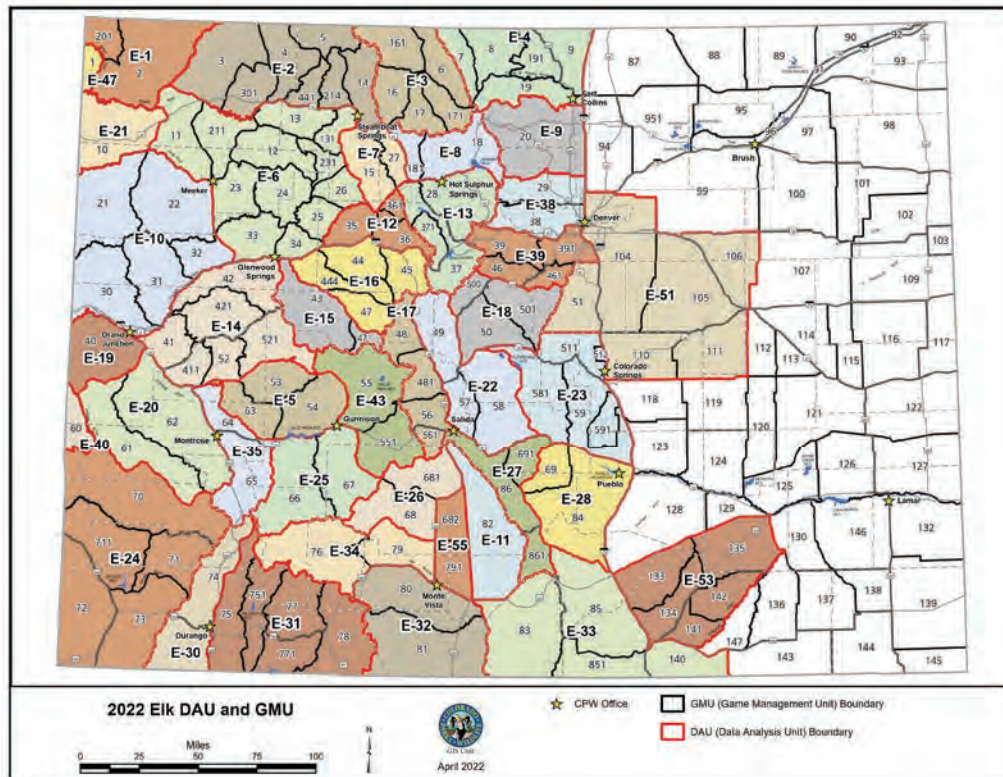 201
E-1
2
1
E-47
3
4
5
E-2
301
441
214
14
161
6
16
E-3
17
171
7
8
E-4
9
191
19
Fort
Collins
87
88
89
90
92
91
93
E-21
10
11
211
13
12
131
231
Steamboat
Springs
E-7
27
15
E-8
18
181
20
E-9
951
94
95
96
97
98
Brush
Meeker
E-6
23
24
26
25
33
34
28
Hot Sulphur
Springs
E-13
371
37
29
E-38
38
Denver
99
100
101
102
103
21
22
E-10
30
31
32
Glenwood
Springs
35
E-12
361
36
44
45
E-16
444
47
39
391
E-39
46
461
104
106
E-51
105
107
109
42
421
E-14
41
411
52
521
43
E-15
471
E-17
48
49
500
501
E-18
50
51
511
512
110
111
112
113
114
115
116
117
Grand
Junction
40
E-19
Colorado
Springs
E-20
62
61
60
E-40
53
E-5
63
54
55
E-43
551
Gunnison
481
56
561
Salida
E-22
57
58
581
E-23
59
591
118
119
120
121
122
Montrose
64
E-35
65
E-25
66
67
681
E-26
68
691
E-27
86
69
E-28
84
Pueblo
123
124
125
126
127
128
129
130
146
132
Lamar
70
711
E-24
71
72
73
74
76
E-34
79
682
E-55
791
82
E-11
861
80
Monte
Vista
E-32
81
83
85
E-33
851
140
133
E-53
134
135
142
141
147
136
137
138
139
143
144
145
75
751
77
E-31
771
78
Durango
E-30
2022 Elk DAU and GMU
Miles
0 10 20 40 60 80 100
N
GIS Unit
April 2022
CPW Office
GMU (Game Management Unit) Boundary
DAU (Data Analysis Unit) Boundary